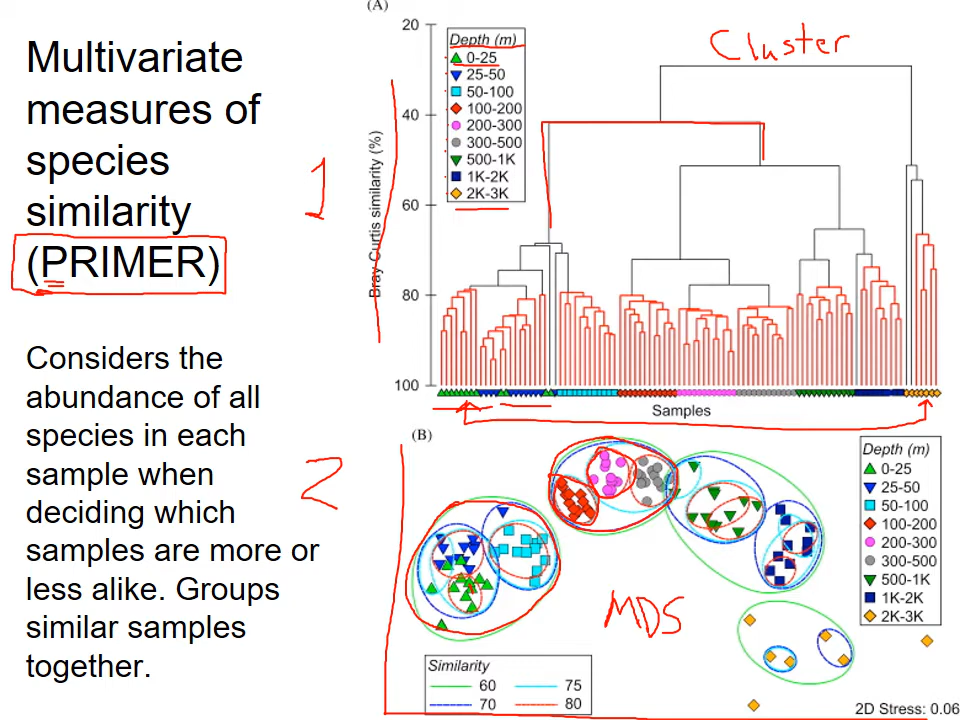 Multivariate
measures of
species
similarity
(PRIMER)
1
Considers the
abundance of all
species in each
sample when
deciding which
samples are more or
less alike. Groups
similar samples
together.
2
(A)
Cluster
Bray Curtis similarity (%)
20
40
60
80
100
Depth (m)
0-25
25-50
50-100
100-200
200-300
300-500
500-1K
1K-2K
2K-3K
Samples
(B)
MDS
Depth (m)
0-25
25-50
50-100
100-200
200-300
300-500
500-1K
1K-2K
2K-3K
Similarity
60 75
70 80
2D Stress: 0.06